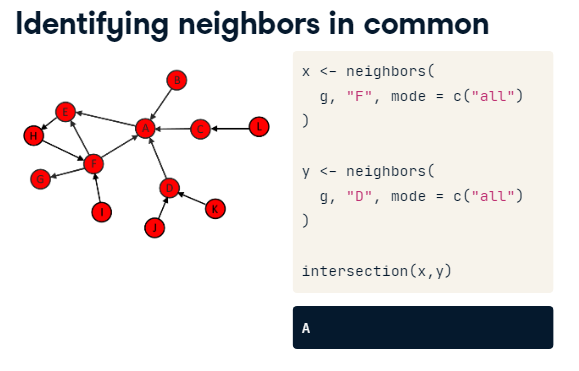 Identifying neighbors in common
B
E
A
C
L
H
F
G
D
I
K
J
x <- neighbors(
g, "F", mode = c("all")
)
y <- neighbors(
g, "D", mode = c("all")
)
intersection(x,y)
A